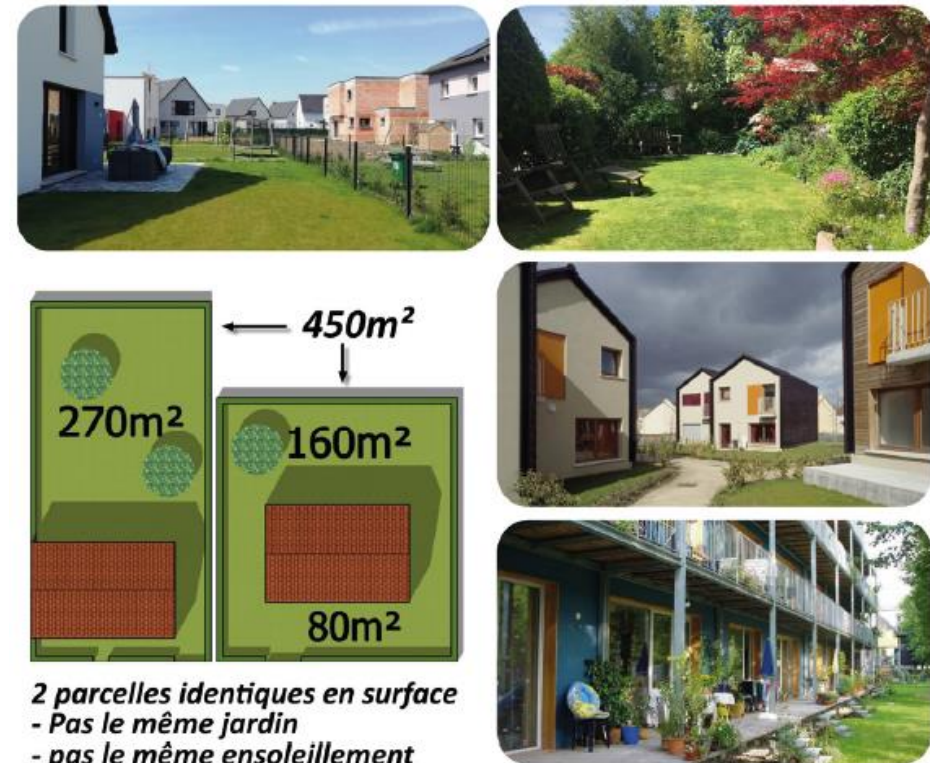 450m²
270m²
160m²
80m²
2 parcelles identiques en surface
- Pas le même jardin
- pas le même ensoleillement